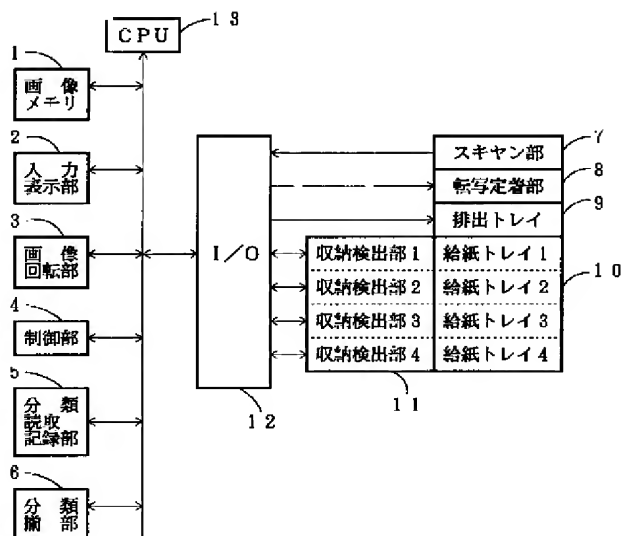 13
CPU
1
画像
メモリ
2
入力
表示部
3
画像
回転部
4
制御部
5
分類
読取
記録部
6
分類
揃部
I/O
12
スキャン部
7
転写定着部
8
排出トレイ
9
収納検出部1 給紙トレイ1
収納検出部2 給紙トレイ2
収納検出部3 給紙トレイ3
収納検出部4 給紙トレイ4
10
11